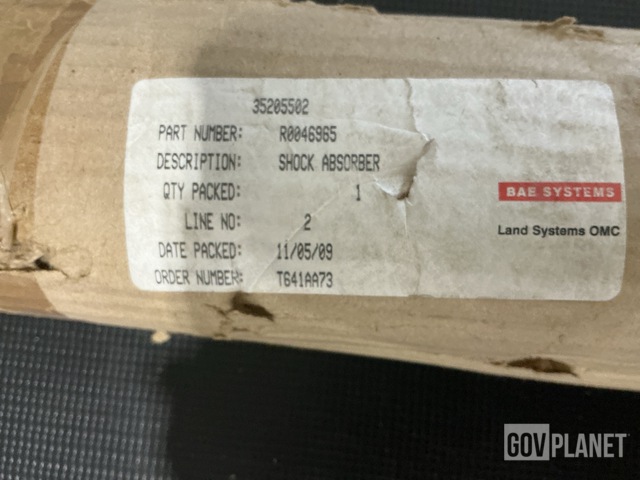 35205502
PART NUMBER: R0046965
DESCRIPTION: SHOCK ABSORBER
QTY PACKED: 1
LINE NO: 2
DATE PACKED: 11/05/09
ORDER NUMBER: T641AA73
BAE SYSTEMS
Land Systems OMC
GOVPLANET